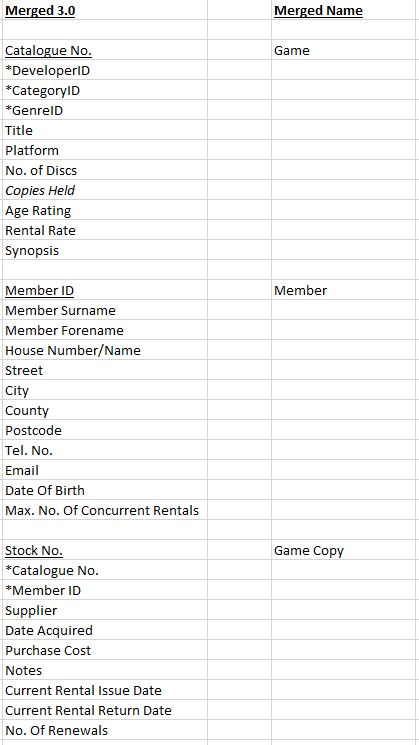 Merged 3.0 Merged Name
Catalogue No. Game
*DeveloperID
*CategoryID
*GenreID
Title
Platform
No. of Discs
Copies Held
Age Rating
Rental Rate
Synopsis
Member ID Member
Member Surname
Member Forename
House Number/Name
Street
City
County
Postcode
Tel. No.
Email
Date Of Birth
Max. No. Of Concurrent Rentals
Stock No. Game Copy
*Catalogue No.
*Member ID
Supplier
Date Acquired
Purchase Cost
Notes
Current Rental Issue Date
Current Rental Return Date
No. Of Renewals